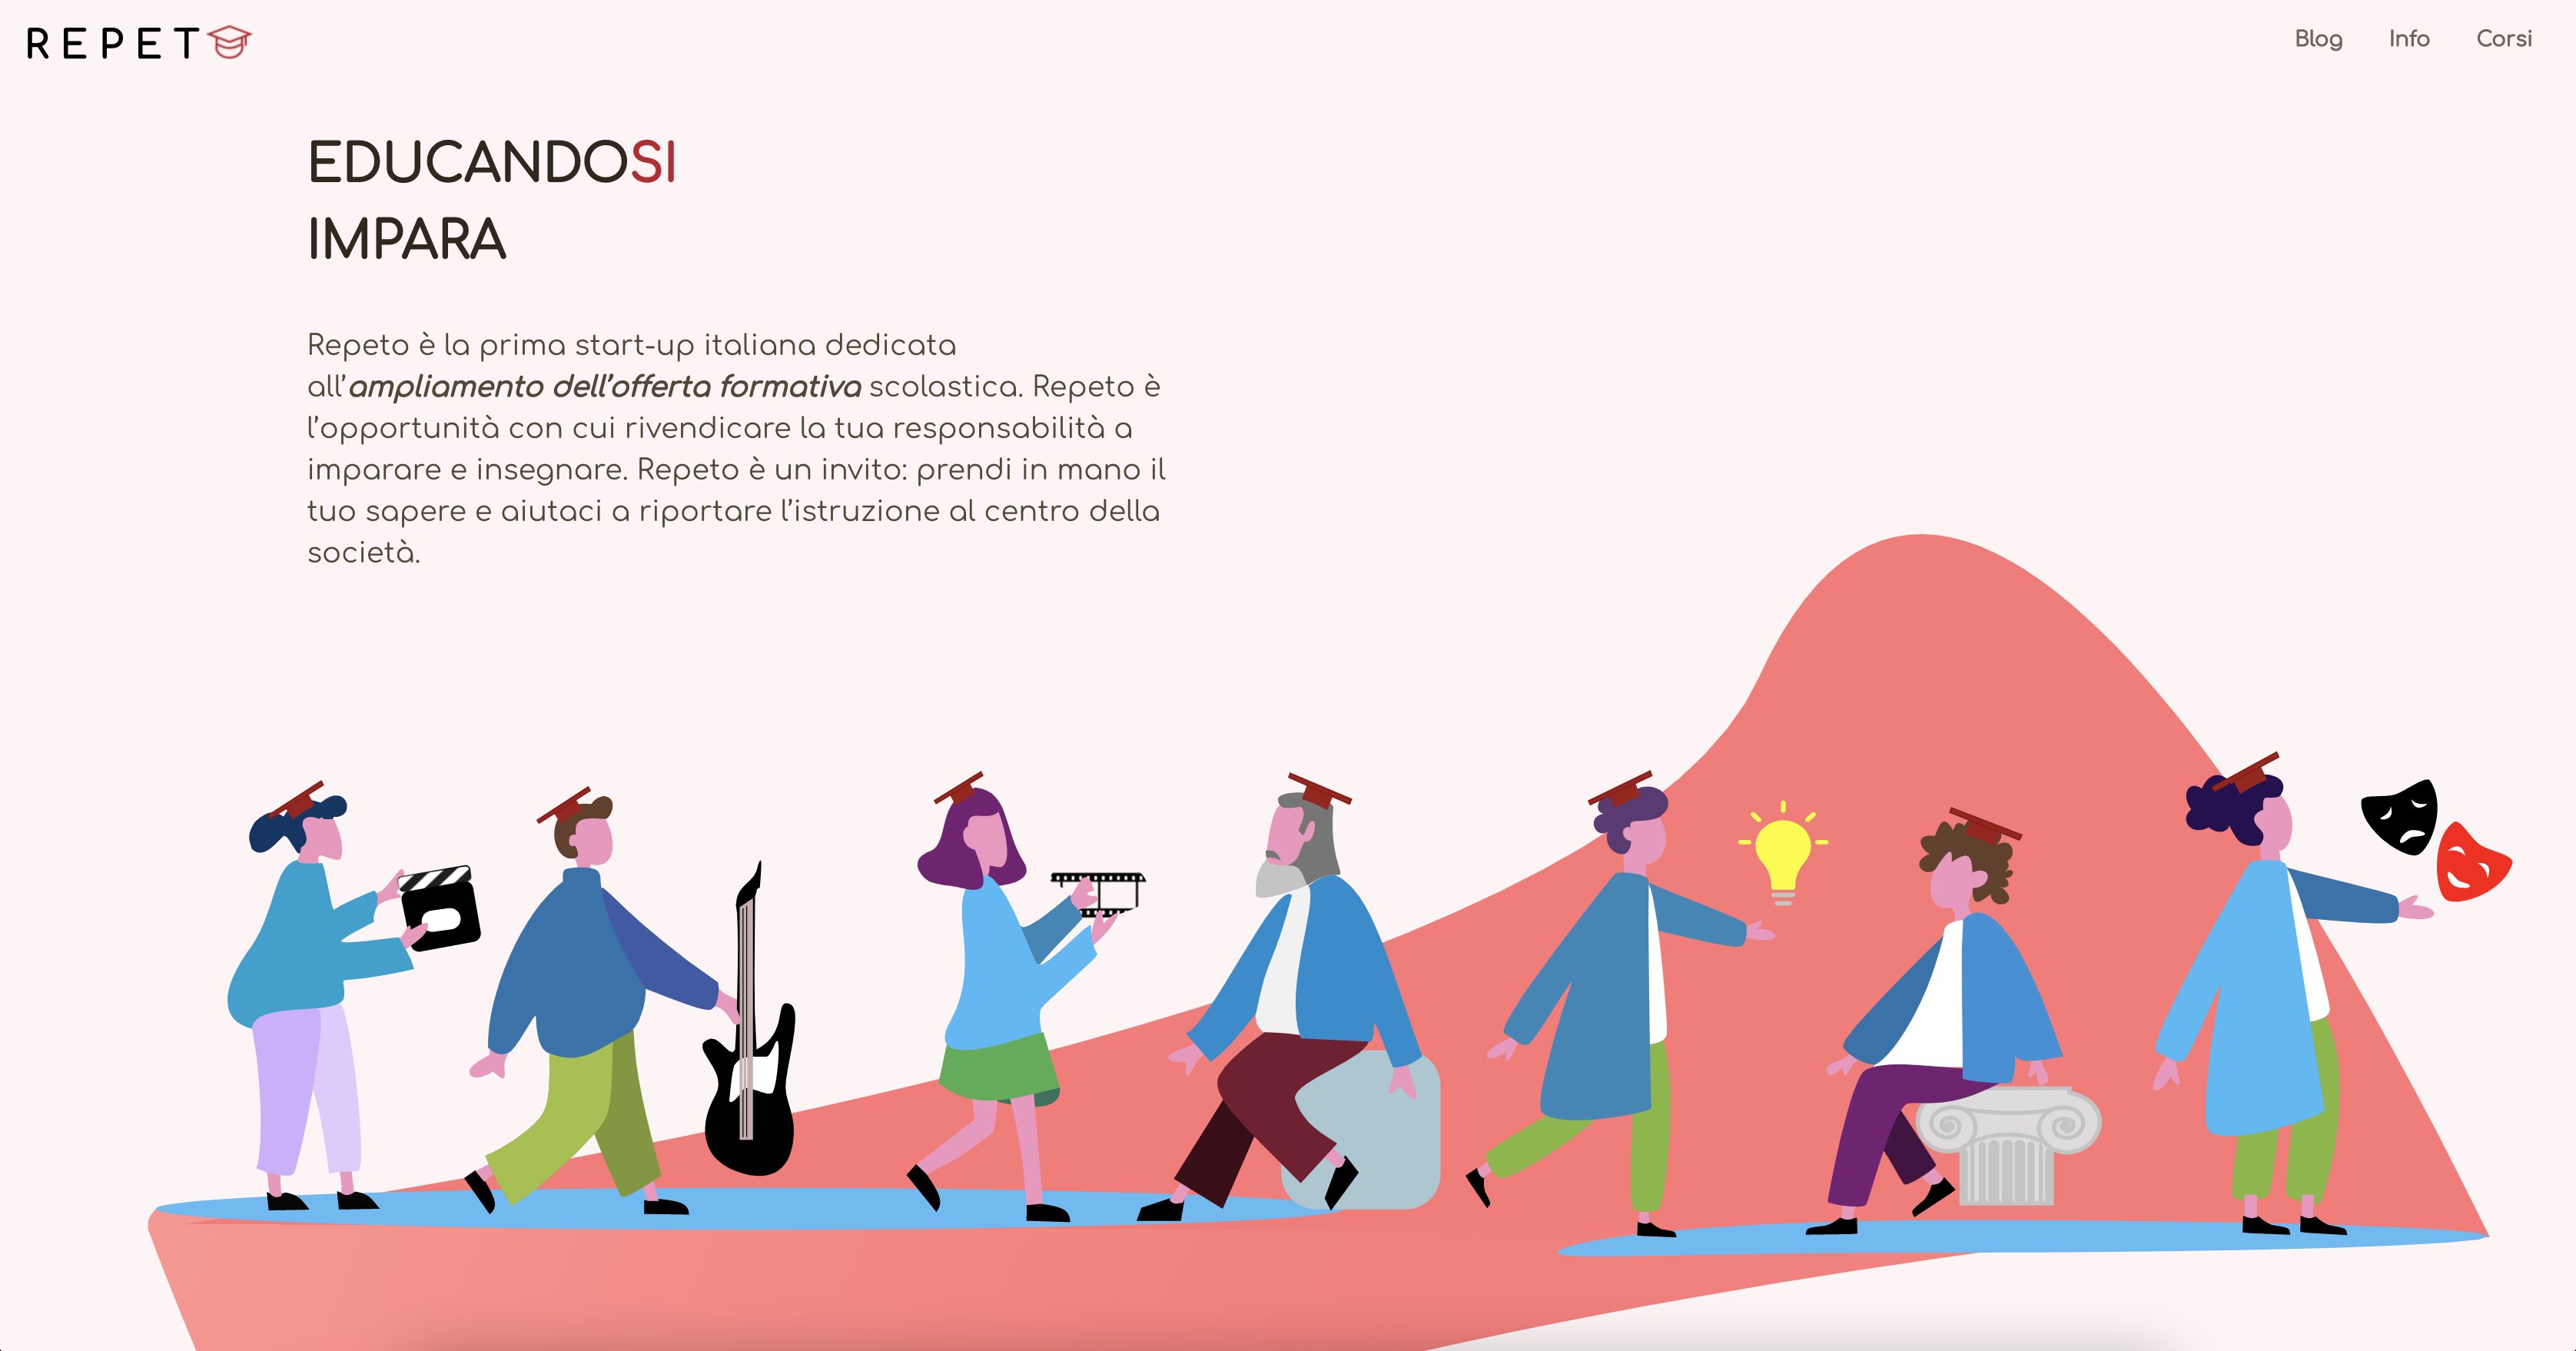 REPET
Blog
Info
Corsi
EDUCANDOSI
IMPARA
Repeto è la prima start-up italiana dedicata
all’ampliamento dell’offerta formativa scolastica. Repeto è
l’opportunità con cui rivendicare la tua responsabilità a
imparare e insegnare. Repeto è un invito: prendi in mano il
tuo sapere e aiutaci a riportare l’istruzione al centro della
società.